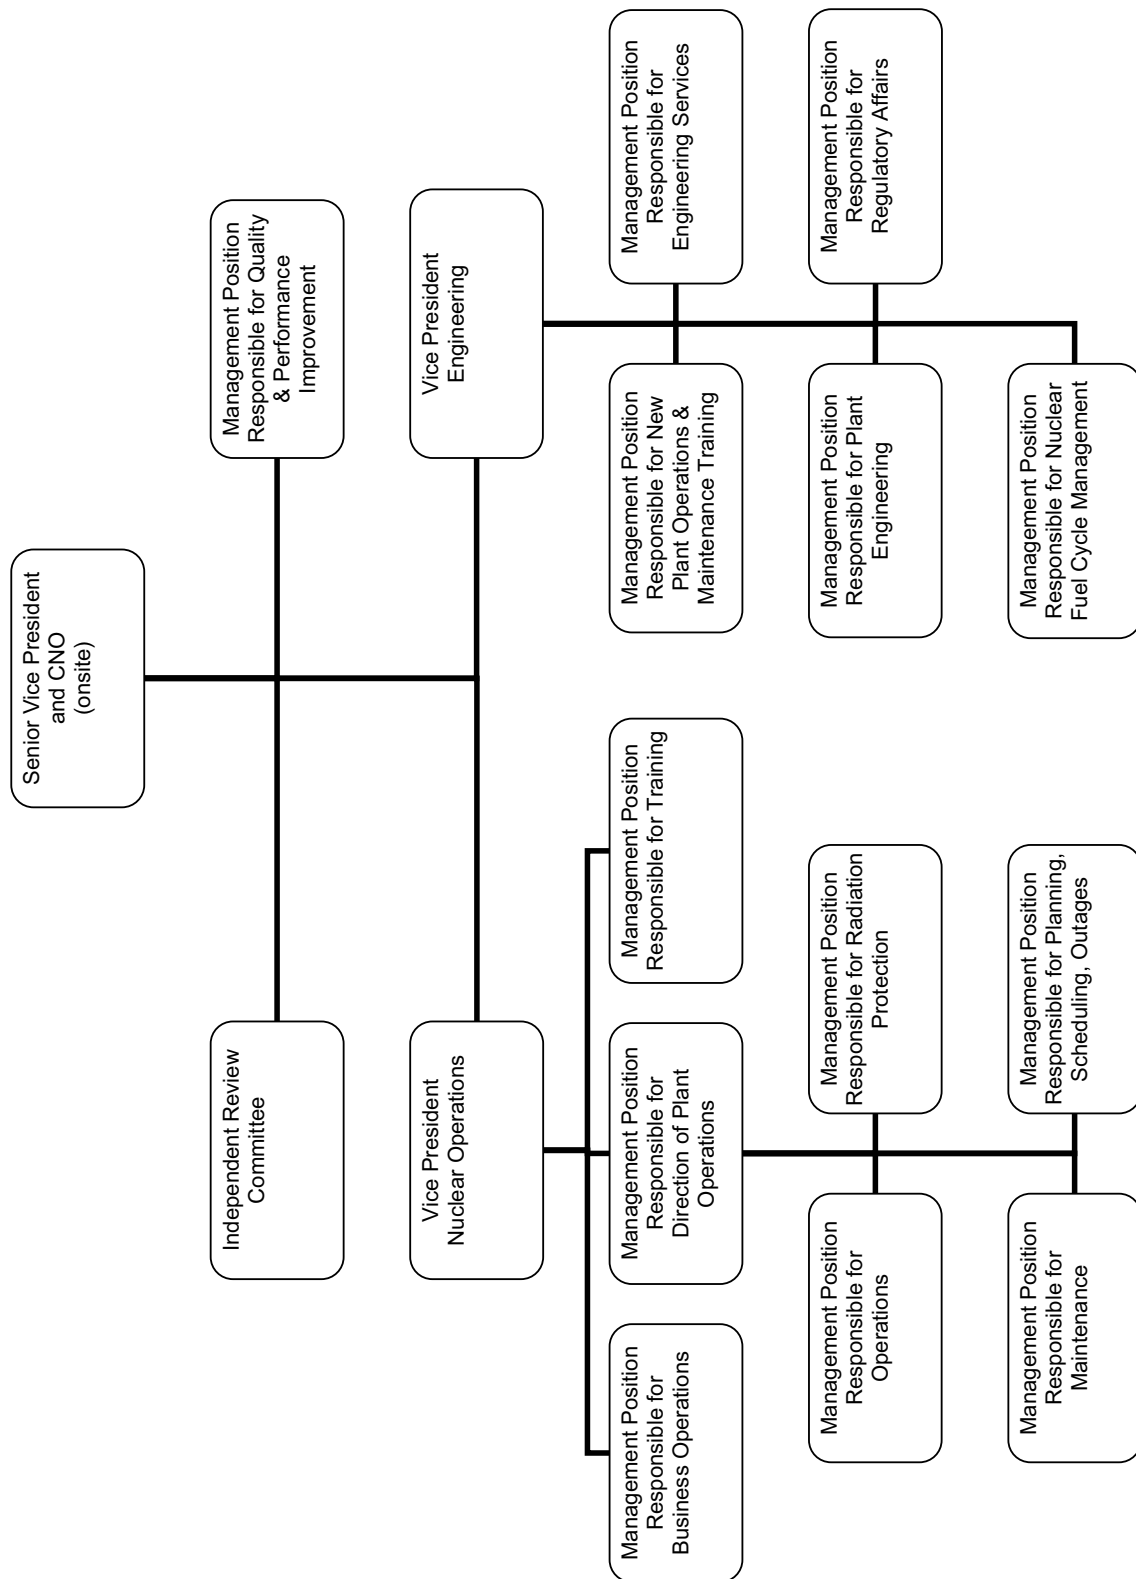 Senior Vice President
and CNO
(onsite)
Independent Review
Committee
Management Position
Responsible for Quality
& Performance
Improvement
Vice President
Nuclear Operations
Vice President
Engineering
Management Position
Responsible for
Business Operations
Management Position
Responsible for
Direction of Plant
Operations
Management Position
Responsible for Training
Management Position
Responsible for New
Plant Operations &
Maintenance Training
Management Position
Responsible for
Engineering Services
Management Position
Responsible for
Operations
Management Position
Responsible for Radiation
Protection
Management Position
Responsible for Plant
Engineering
Management Position
Responsible for
Regulatory Affairs
Management Position
Responsible for
Maintenance
Management Position
Responsible for Planning,
Scheduling, Outages
Management Position
Responsible for Nuclear
Fuel Cycle Management